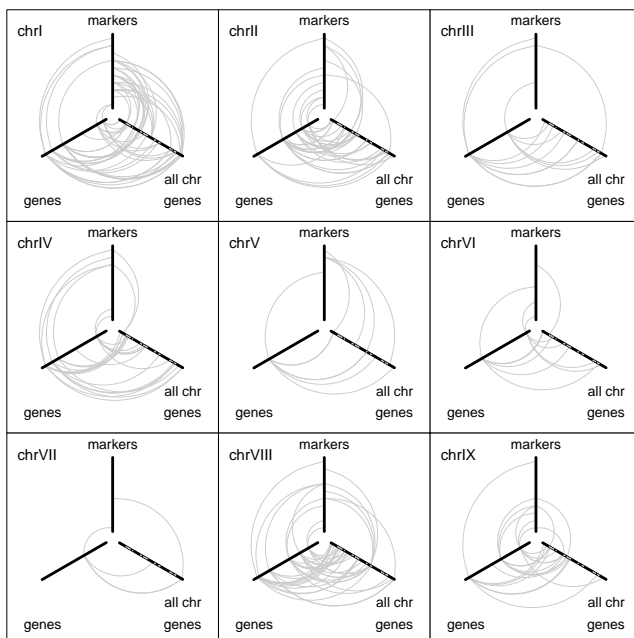 chrI
markers
genes
all chr
genes
chrII
markers
genes
all chr
genes
chrIII
markers
genes
all chr
genes
chrIV
markers
genes
all chr
genes
chrV
markers
genes
all chr
genes
chrVI
markers
genes
all chr
genes
chrVII
markers
genes
all chr
genes
chrVIII
markers
genes
all chr
genes
chrIX
markers
genes
all chr
genes